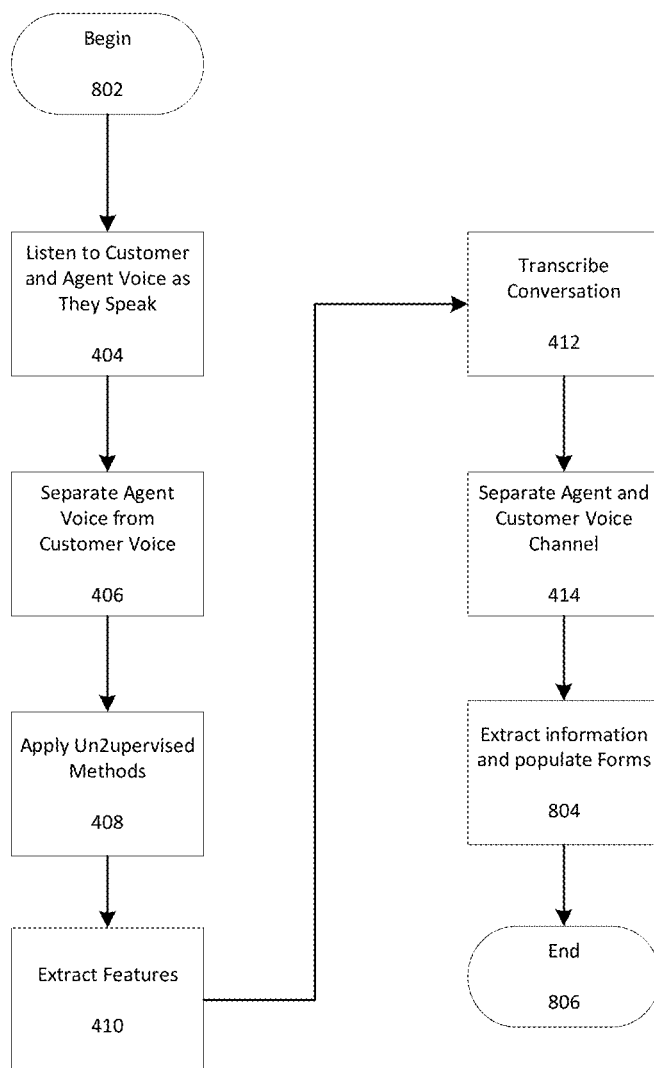 Begin
802
Listen to Customer
and Agent Voice as
They Speak
404
Separate Agent
Voice from
Customer Voice
406
Apply Un2upervised
Methods
408
Extract Features
410
Transcribe
Conversation
412
Separate Agent and
Customer Voice
Channel
414
Extract information
and populate Forms
804
End
806